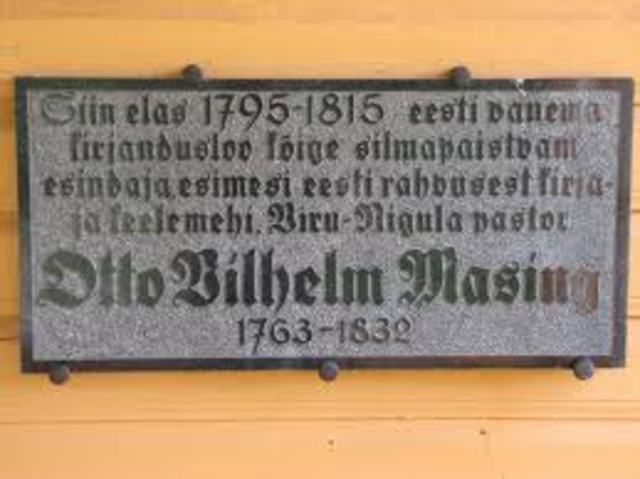 Siin elas 1795-1815 eesti vanema
kirjandusloo kõige silmapaistvam
esindaja, esimesi eesti rahvusest kirja-
ja keelemehi, Viru-Nigula pastor
Otto Vilhelm Masing
1763-1832